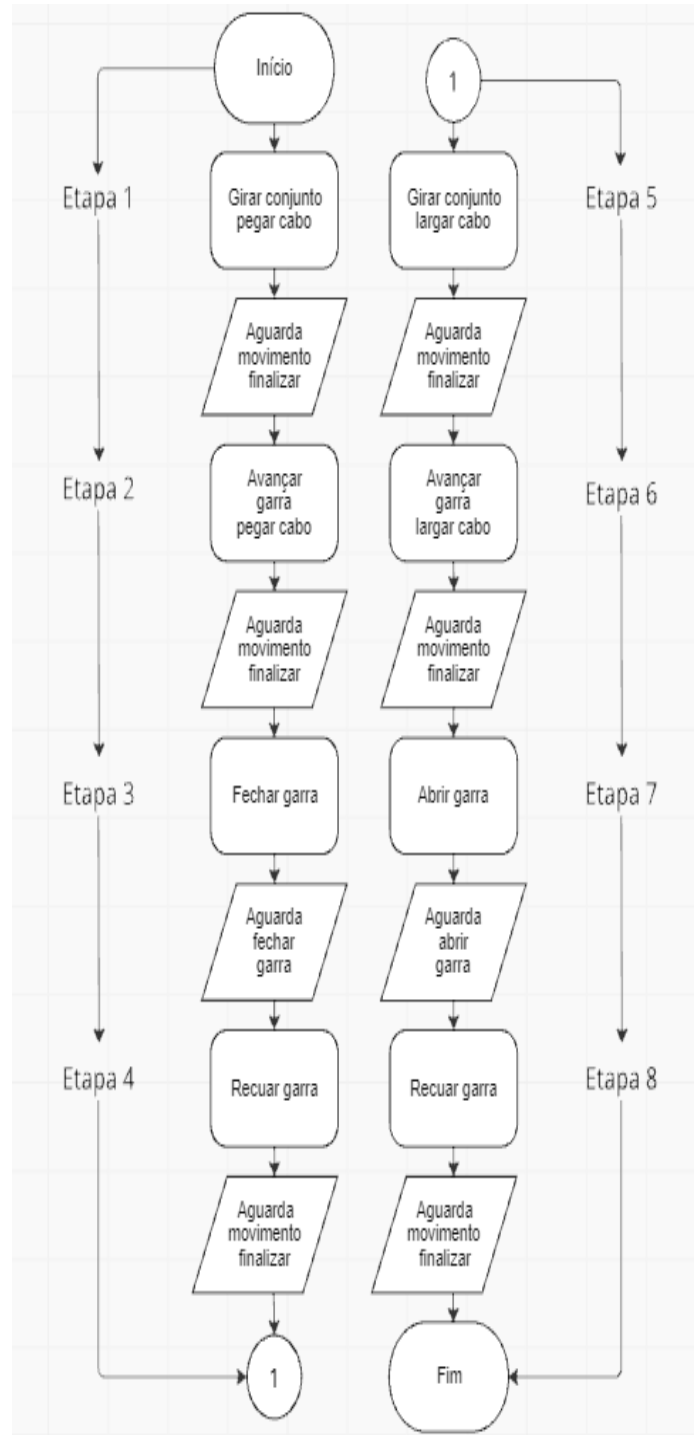 Início
Etapa 1
Girar conjunto
pegar cabo
Aguarda
movimento
finalizar
Etapa 2
Avançar
garra
pegar cabo
Aguarda
movimento
finalizar
Etapa 3
Fechar garra
Aguarda
fechar
garra
Etapa 4
Recuar garra
Aguarda
movimento
finalizar
1
1
Girar conjunto
largar cabo
Etapa 5
Aguarda
movimento
finalizar
Avançar
garra
largar cabo
Etapa 6
Aguarda
movimento
finalizar
Abrir garra
Etapa 7
Aguarda
abrir
garra
Recuar garra
Etapa 8
Aguarda
movimento
finalizar
Fim